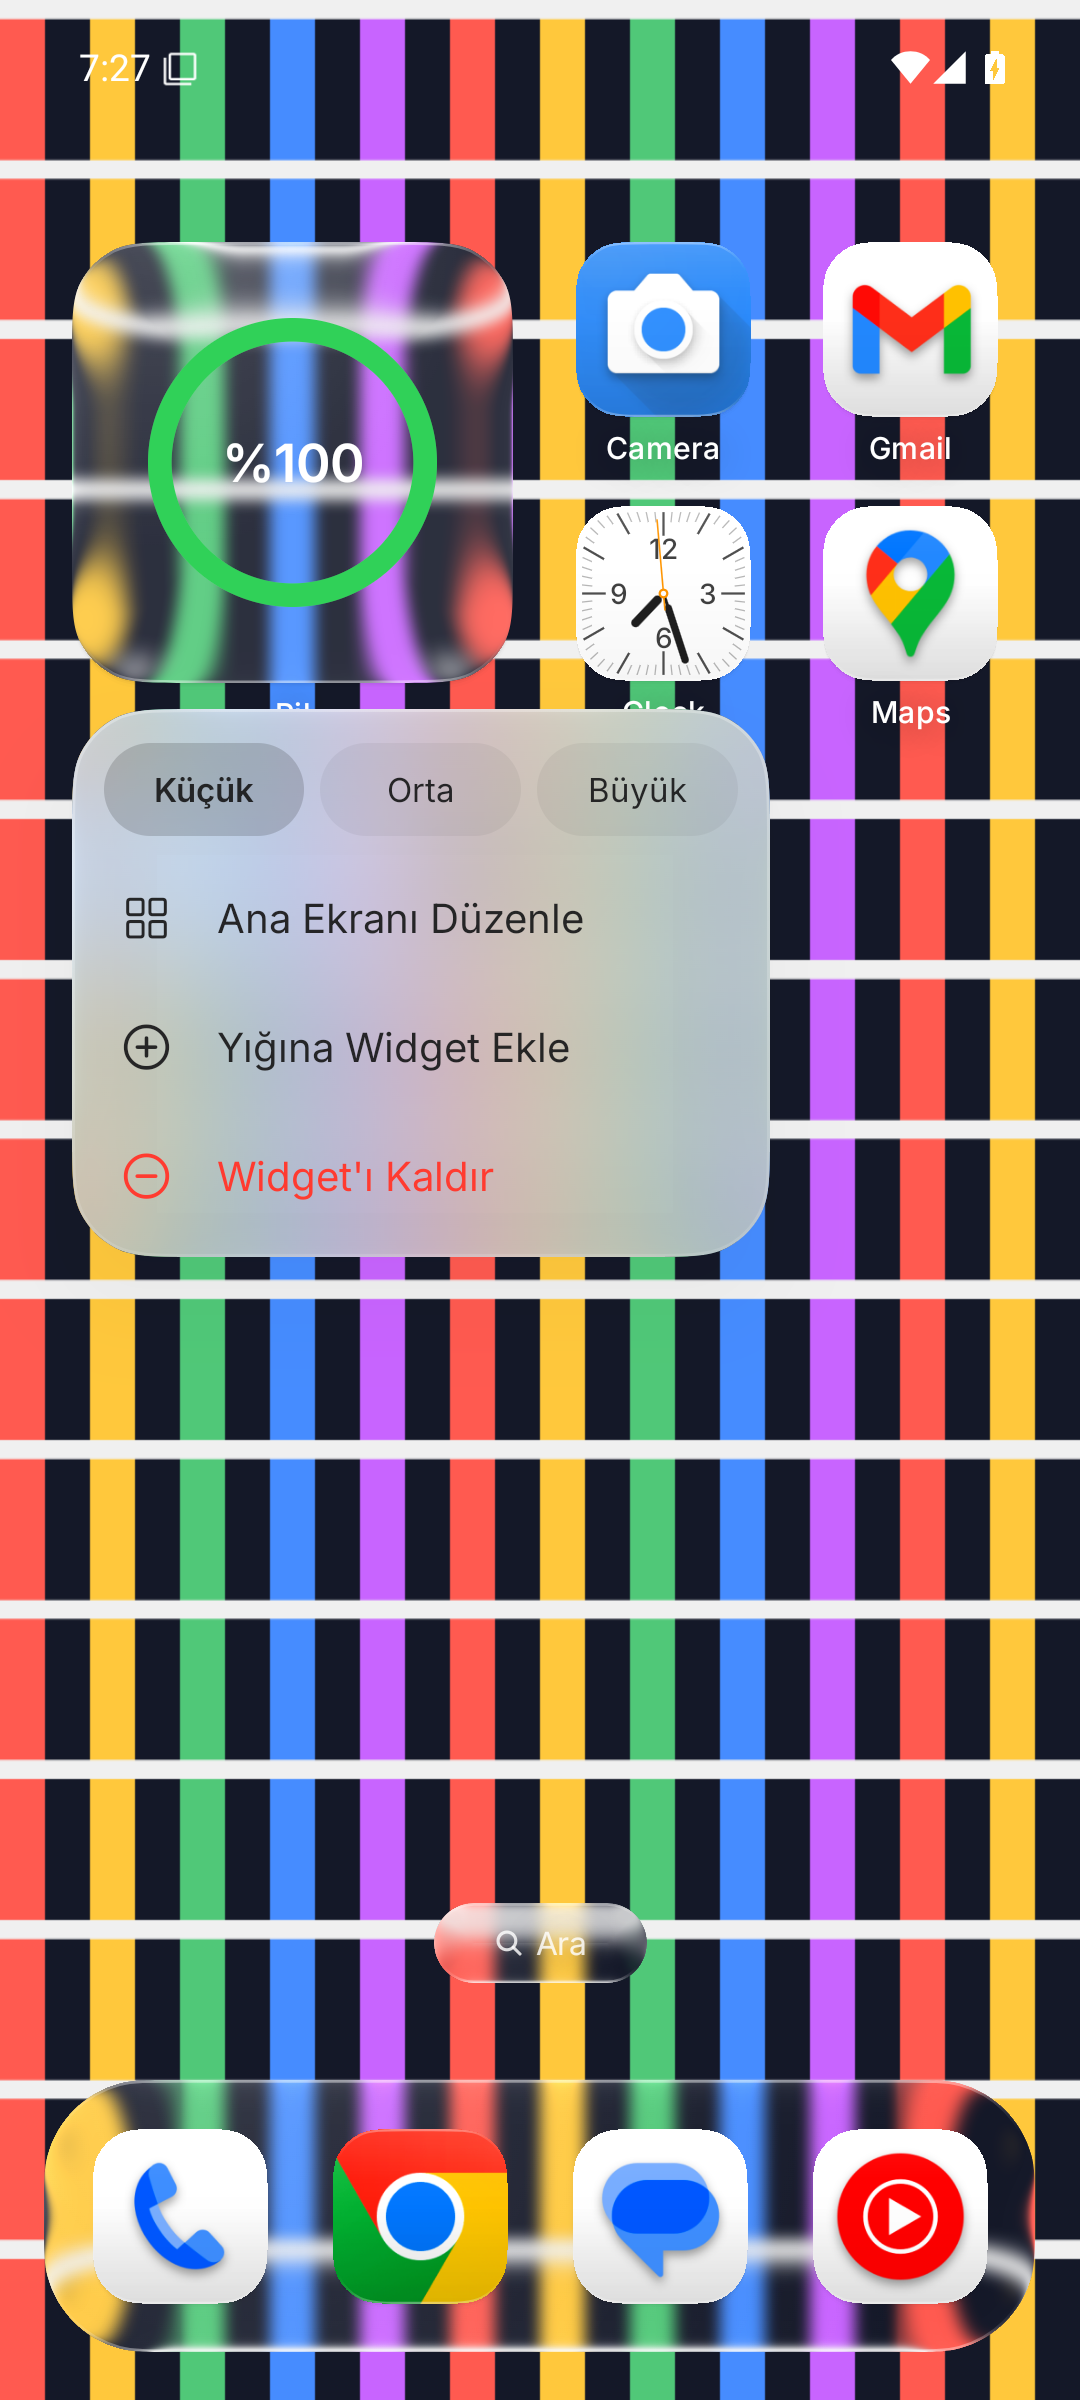 7:27
%100
Camera
Gmail
12
9
3
6
Maps
Küçük
Orta
Büyük
Ana Ekranı Düzenle
Yığına Widget Ekle
Widget'ı Kaldır
Ara